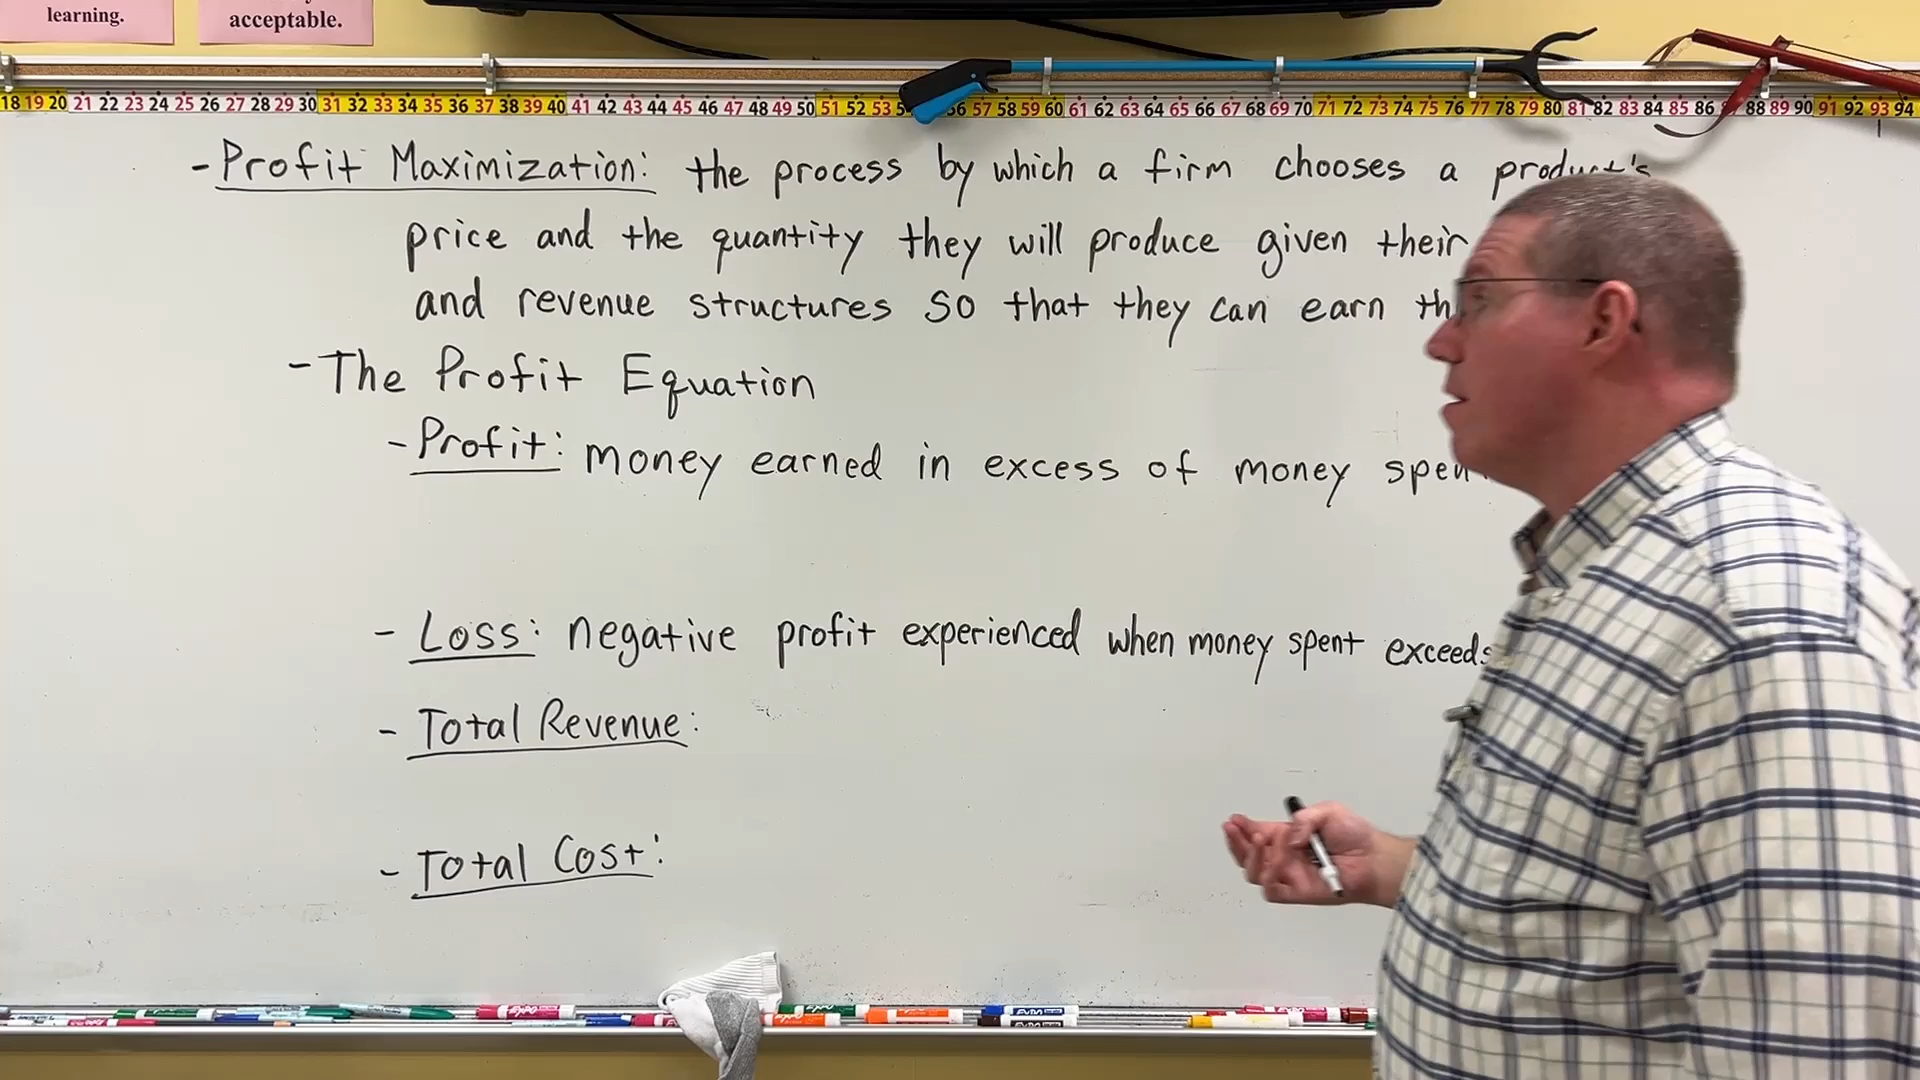 learning.
acceptable.
18 19 20 21 22 23 24 25 26 27 28 29 30 31 32 33 34 35 36 37 38 39 40 41 42 43 44 45 46 47 48 49 50 51 52 53 56 57 58 59 60 61 62 63 64 65 66 67 68 69 70 71 72 73 74 75 76 77 78 79 80 81 82 83 84 85 86 88 89 90 91 92 93 94
- Profit Maximization: the process by which a firm chooses a product's
price and the quantity they will produce given their
and revenue structures so that they can earn
- The Profit Equation
- Profit: money earned in excess of money spent
- Loss: negative profit experienced when money spent exceeds
- Total Revenue:
- Total Cost:
EXPO